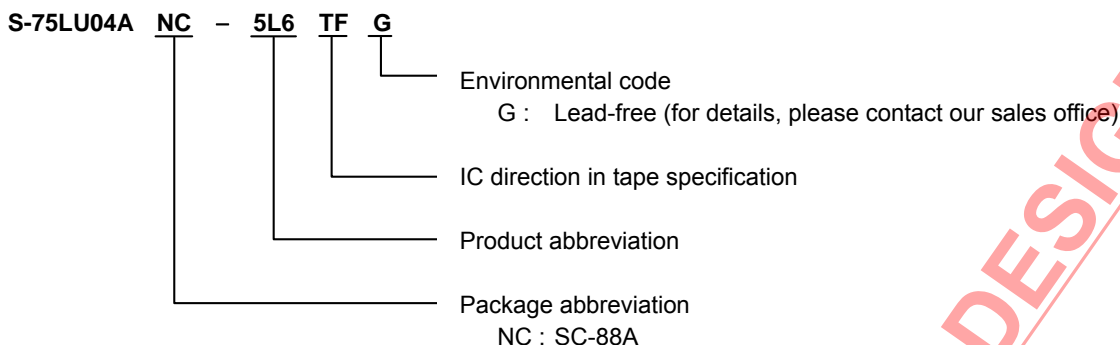 S-75LU04A NC – 5L6 TF G
Environmental code
G : Lead-free (for details, please contact our sales office)
IC direction in tape specification
Product abbreviation
Package abbreviation
NC : SC-88A